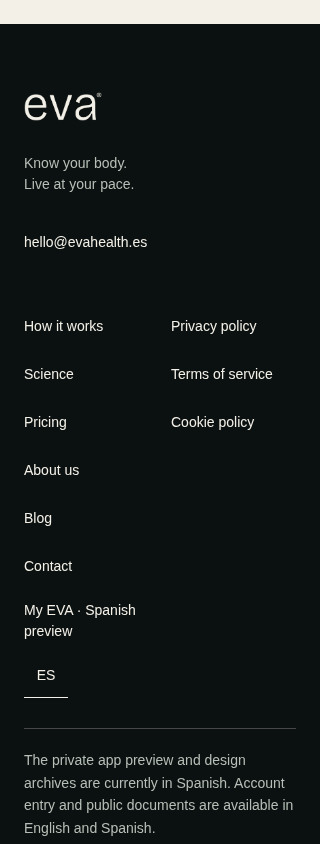 eva®
Know your body.
Live at your pace.
hello@evahealth.es
How it works
Science
Pricing
About us
Blog
Contact
My EVA · Spanish
preview
ES
Privacy policy
Terms of service
Cookie policy
The private app preview and design
archives are currently in Spanish. Account
entry and public documents are available in
English and Spanish.